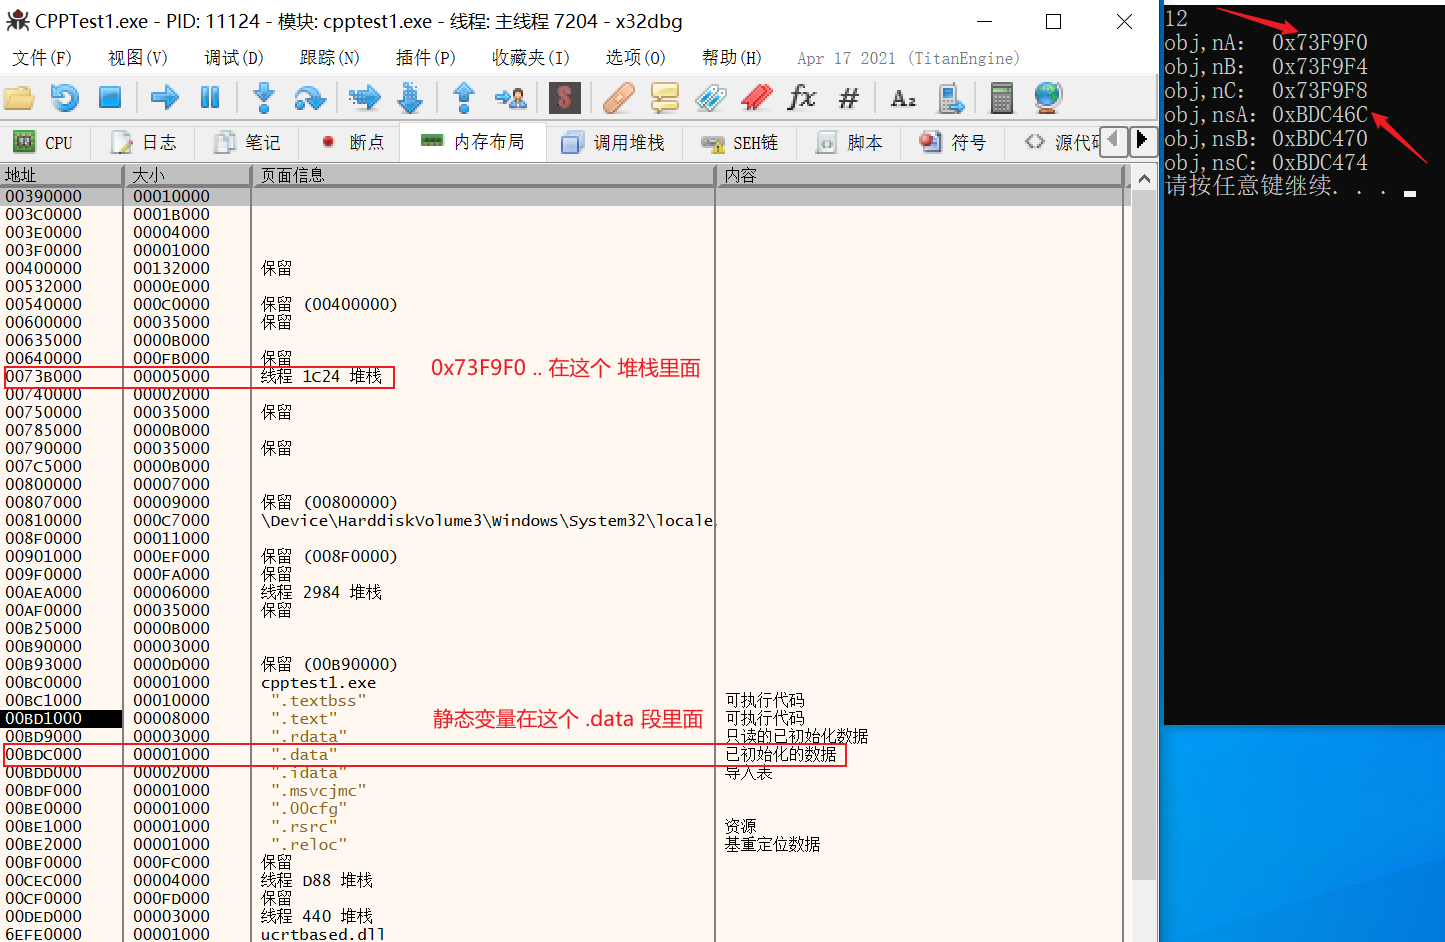 CPPTest1.exe - PID: 11124 - 模块: cpptest1.exe - 线程: 主线程 7204 - x32dbg
文件(F) 视图(V) 调试(D) 跟踪(N) 插件(P) 收藏夹(I) 选项(O) 帮助(H) Apr 17 2021 (TitanEngine)
S fx # A₂
CPU 日志 笔记 断点 内存布局 调用堆栈 SEH链 脚本 符号 源代码
地址 大小 页面信息 内容
00390000 00010000
003C0000 0001B000
003E0000 00004000
003F0000 00001000
00400000 00132000 保留
00532000 0000E000
00540000 000C0000 保留 (00400000)
00600000 00035000 保留
00635000 0000B000
00640000 000FB000 保留
0073B000 00005000 线程 1C24 堆栈
0x73F9F0 .. 在这个 堆栈里面
00740000 00002000
00750000 00035000 保留
00785000 0000B000
00790000 00035000 保留
007C5000 0000B000
00800000 00007000
00807000 00009000 保留 (00800000)
00810000 000C7000 \Device\HarddiskVolume3\Windows\System32\locale.
008F0000 00011000
00901000 000EF000 保留 (008F0000)
009F0000 000FA000 保留
00AEA000 00006000 线程 2984 堆栈
00AF0000 00035000 保留
00B25000 0000B000
00B90000 00003000
00B93000 0000D000 保留 (00B90000)
00BC0000 00001000 cpptest1.exe
00BC1000 00010000 ".textbss" 可执行代码
00BD1000 00008000 ".text" 可执行代码
静态变量在这个 .data 段里面
00BD9000 00003000 ".rdata" 只读的已初始化数据
00BDC000 00001000 ".data" 已初始化的数据
00BDD000 00002000 ".idata" 导入表
00BDF000 00001000 ".msvcjmc"
00BE0000 00001000 ".00cfg"
00BE1000 00001000 ".rsrc" 资源
00BE2000 00001000 ".reloc" 基重定位数据
00BF0000 000FC000 保留
00CEC000 00004000 线程 D88 堆栈
00CF0000 000FD000 保留
00DED000 00003000 线程 440 堆栈
6EFE0000 00001000 ucrtbased.dll
12
obj,nA: 0x73F9F0
obj,nB: 0x73F9F4
obj,nC: 0x73F9F8
obj,nsA: 0xBDC46C
obj,nsB: 0xBDC470
obj,nsC: 0xBDC474
请按任意键继续. . .